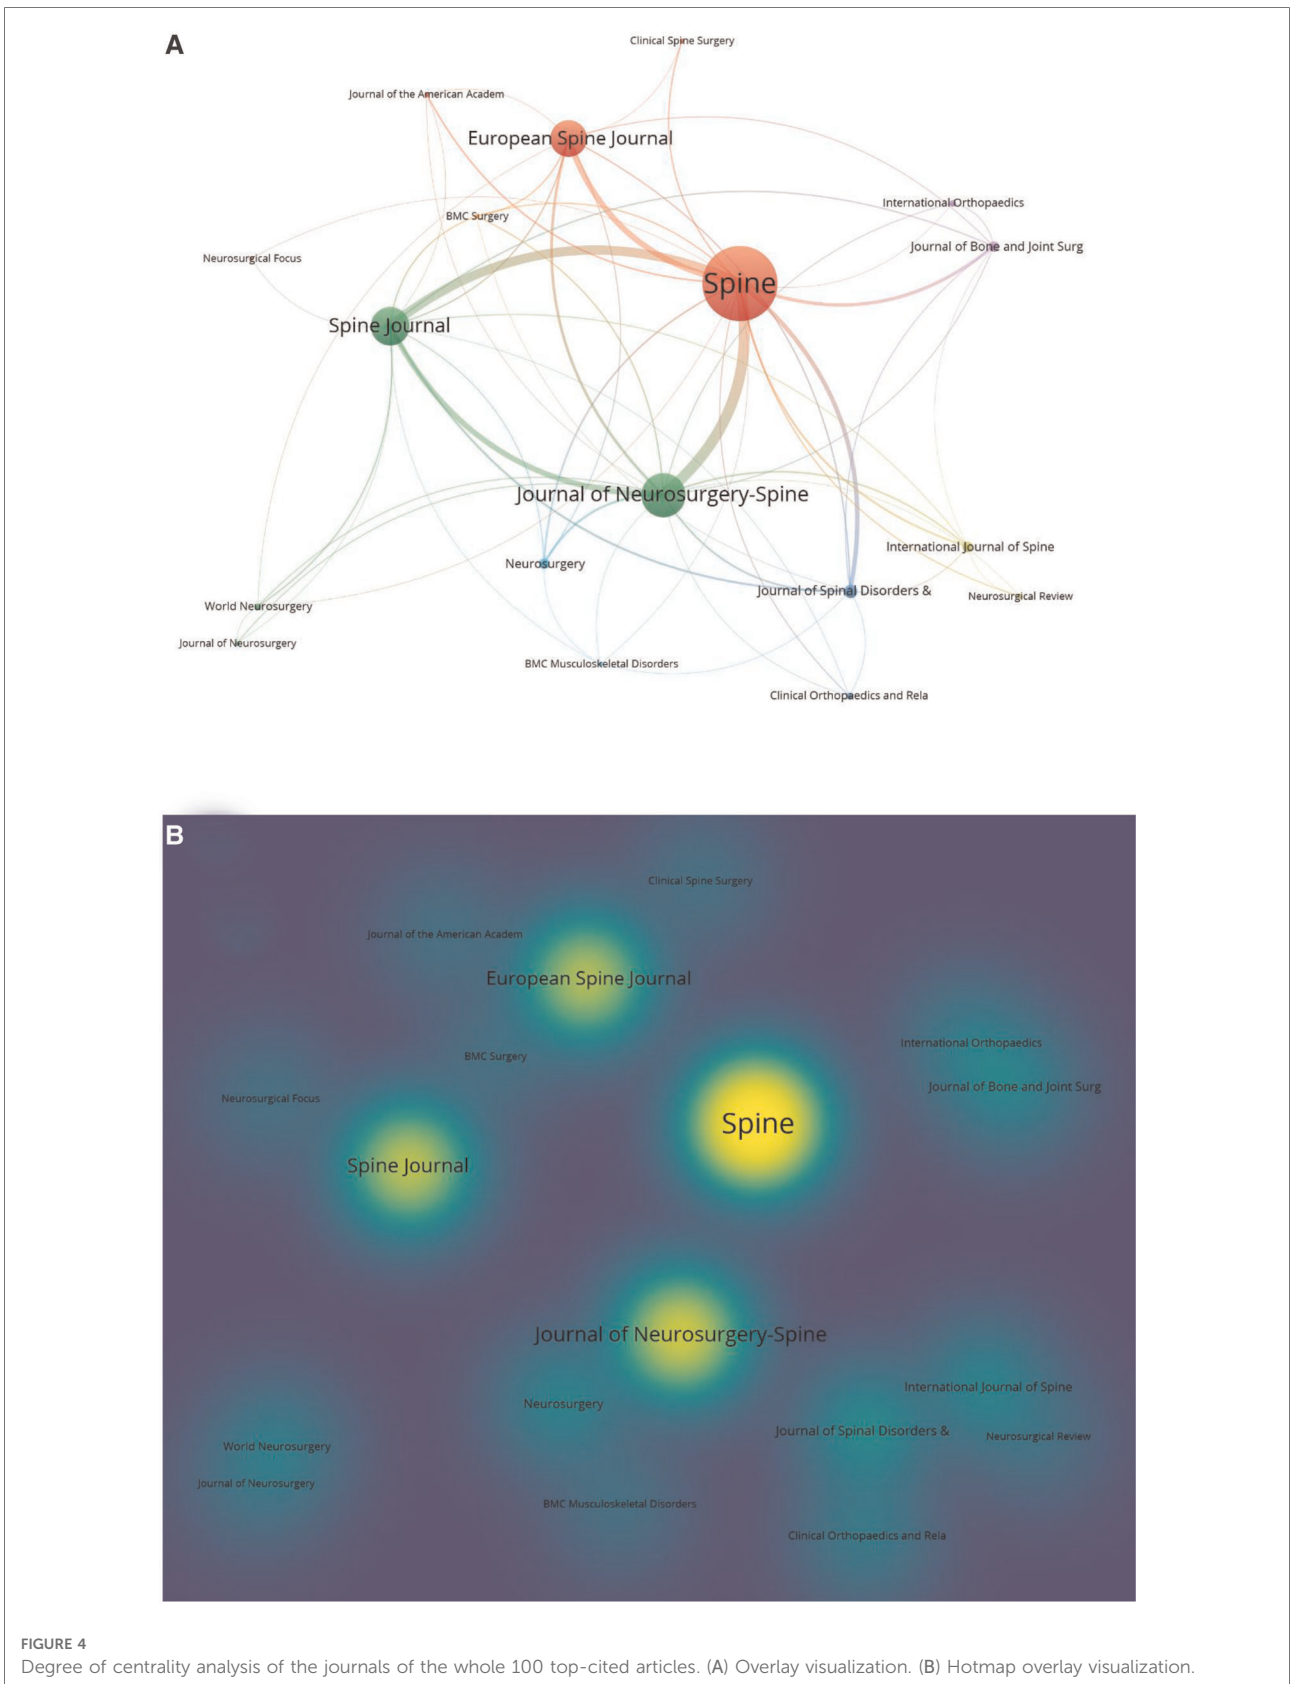 A
Clinical Spine Surgery
Journal of the American Academ
European Spine Journal
International Orthopaedics
BMC Surgery
Journal of Bone and Joint Surg
Neurosurgical Focus
Spine
Spine Journal
Journal of Neurosurgery-Spine
International Journal of Spine
Neurosurgery
Journal of Spinal Disorders &
Neurosurgical Review
World Neurosurgery
Journal of Neurosurgery
BMC Musculoskeletal Disorders
Clinical Orthopaedics and Rela
B
Clinical Spine Surgery
Journal of the American Academ
European Spine Journal
International Orthopaedics
BMC Surgery
Journal of Bone and Joint Surg
Neurosurgical Focus
Spine
Spine Journal
Journal of Neurosurgery-Spine
International Journal of Spine
Neurosurgery
Journal of Spinal Disorders &
Neurosurgical Review
World Neurosurgery
Journal of Neurosurgery
BMC Musculoskeletal Disorders
Clinical Orthopaedics and Rela
FIGURE 4
Degree of centrality analysis of the journals of the whole 100 top-cited articles. (A) Overlay visualization. (B) Hotmap overlay visualization.